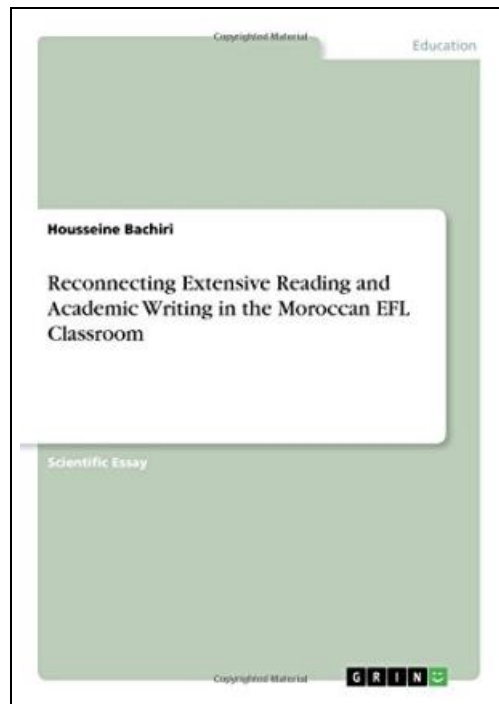 Copyrighted Material
Education
Housseine Bachiri
Reconnecting Extensive Reading and
Academic Writing in the Moroccan EFL
Classroom
Scientific Essay
Copyrighted Material
GRIN